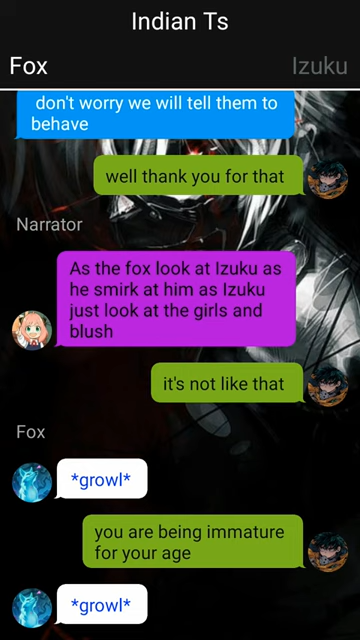 Indian Ts
Fox
Izuku
don't worry we will tell them to
behave
well thank you for that
Narrator
As the fox look at Izuku as
he smirk at him as Izuku
just look at the girls and
blush
it's not like that
Fox
*growl*
you are being immature
for your age
*growl*